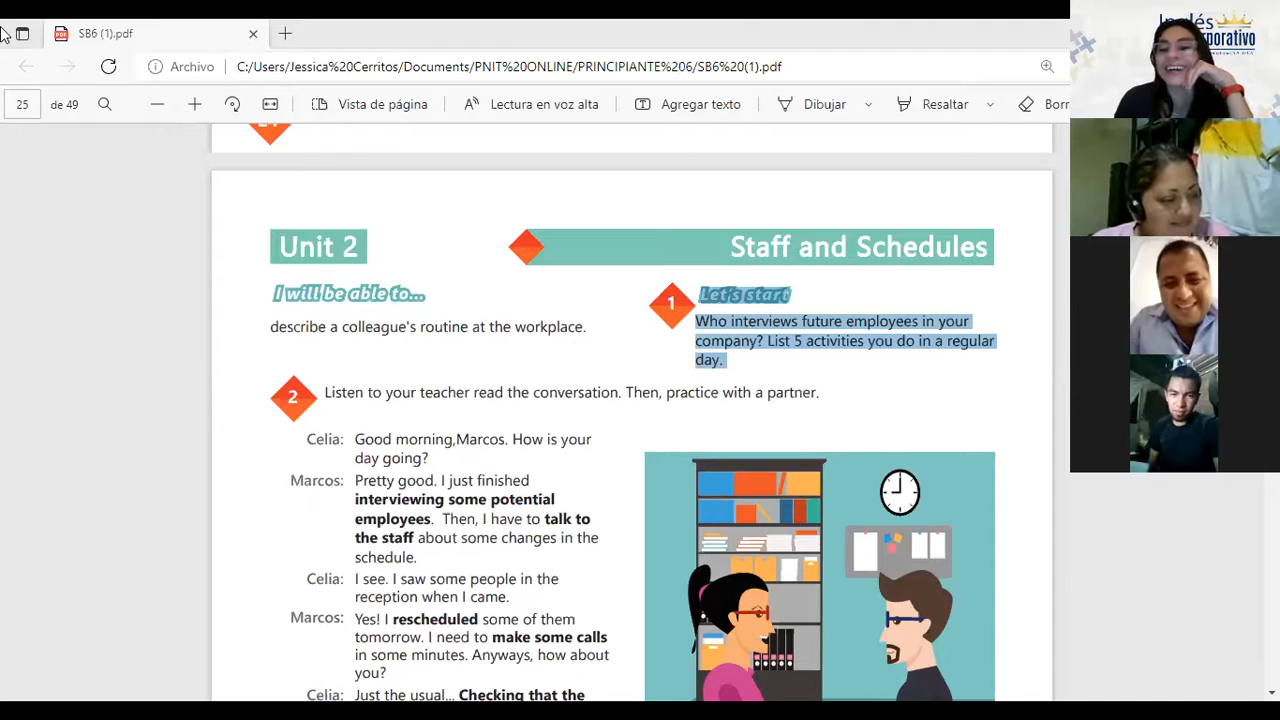 SB6 (1).pdf
Archivo C:/Users/Jessica%20Cerritos/Documents/PNIT%20ONLINE/PRINCIPIANTE%206/SB6%20(1).pdf
25 de 49 Vista de página Lectura en voz alta Agregar texto Dibujar Resaltar Borr
Inglés
rporativo
Unit 2
Staff and Schedules
I will be able to...
describe a colleague's routine at the workplace.
1 Let's start
Who interviews future employees in your
company? List 5 activities you do in a regular
day.
2 Listen to your teacher read the conversation. Then, practice with a partner.
Celia: Good morning,Marcos. How is your
day going?
Marcos: Pretty good. I just finished
interviewing some potential
employees. Then, I have to talk to
the staff about some changes in the
schedule.
Celia: I see. I saw some people in the
reception when I came.
Marcos: Yes! I rescheduled some of them
tomorrow. I need to make some calls
in some minutes. Anyways, how about
you?
Celia: Just the usual... Checking that the